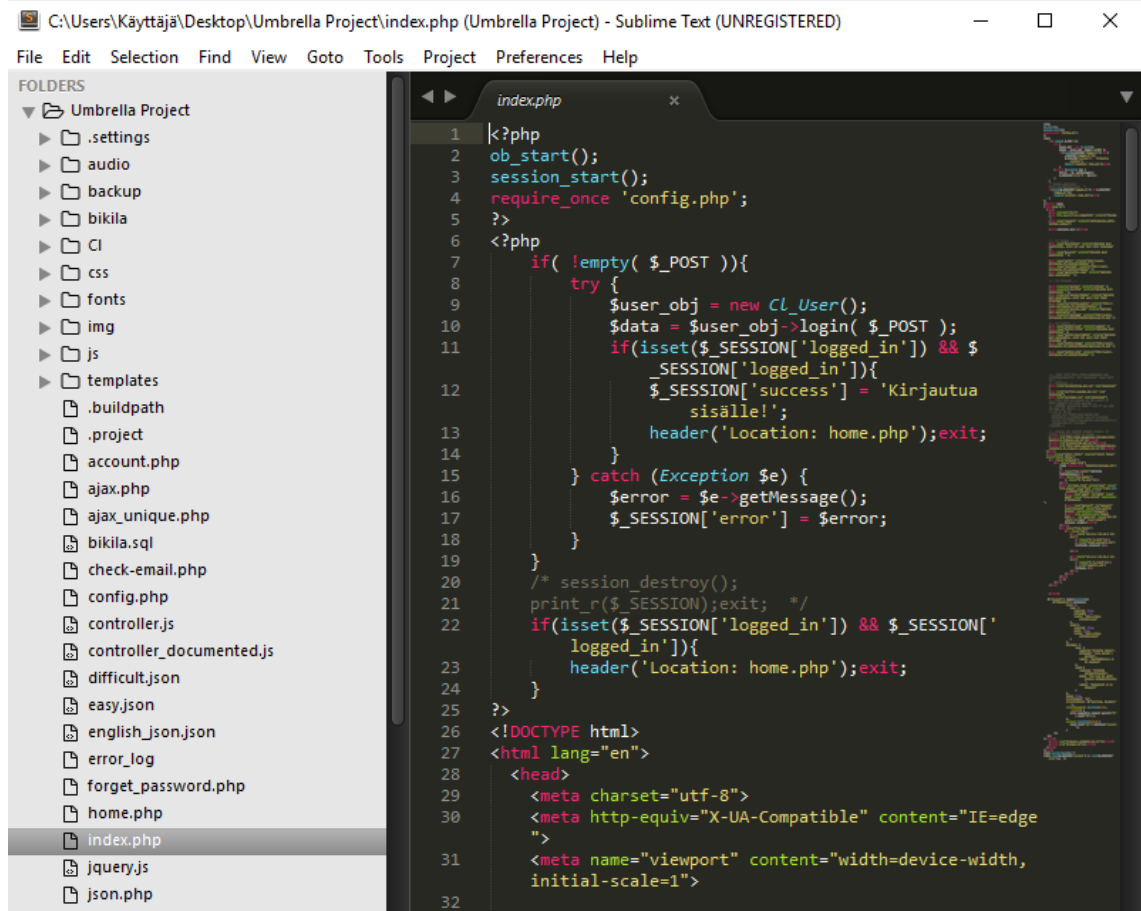 C:\Users\Käyttäjä\Desktop\Umbrella Project\index.php (Umbrella Project) - Sublime Text (UNREGISTERED)
File Edit Selection Find View Goto Tools Project Preferences Help
FOLDERS
Umbrella Project
.settings
audio
backup
bikila
CI
css
fonts
img
js
templates
.buildpath
.project
account.php
ajax.php
ajax_unique.php
bikila.sql
check-email.php
config.php
controller.js
controller_documented.js
difficult.json
easy.json
english_json.json
error_log
forget_password.php
home.php
index.php
jquery.js
json.php
index.php
1 <?php
2 ob_start();
3 session_start();
4 require_once 'config.php';
5 ?>
6 <?php
7 if( !empty( $_POST )){
8 try {
9 $user_obj = new Cl_User();
10 $data = $user_obj->login( $_POST );
11 if(isset($_SESSION['logged_in']) && $
_SESSION['logged_in']){
12 $_SESSION['success'] = 'Kirjautua
sisälle!';
13 header('Location: home.php');exit;
14 }
15 } catch (Exception $e) {
16 $error = $e->getMessage();
17 $_SESSION['error'] = $error;
18 }
19 }
20 /* session_destroy();
21 print_r($_SESSION);exit;  */
22 if(isset($_SESSION['logged_in']) && $_SESSION['
logged_in']){
23 header('Location: home.php');exit;
24 }
25 ?>
26 <!DOCTYPE html>
27 <html lang="en">
28 <head>
29 <meta charset="utf-8">
30 <meta http-equiv="X-UA-Compatible" content="IE=edge
">
31 <meta name="viewport" content="width=device-width,
initial-scale=1">
32